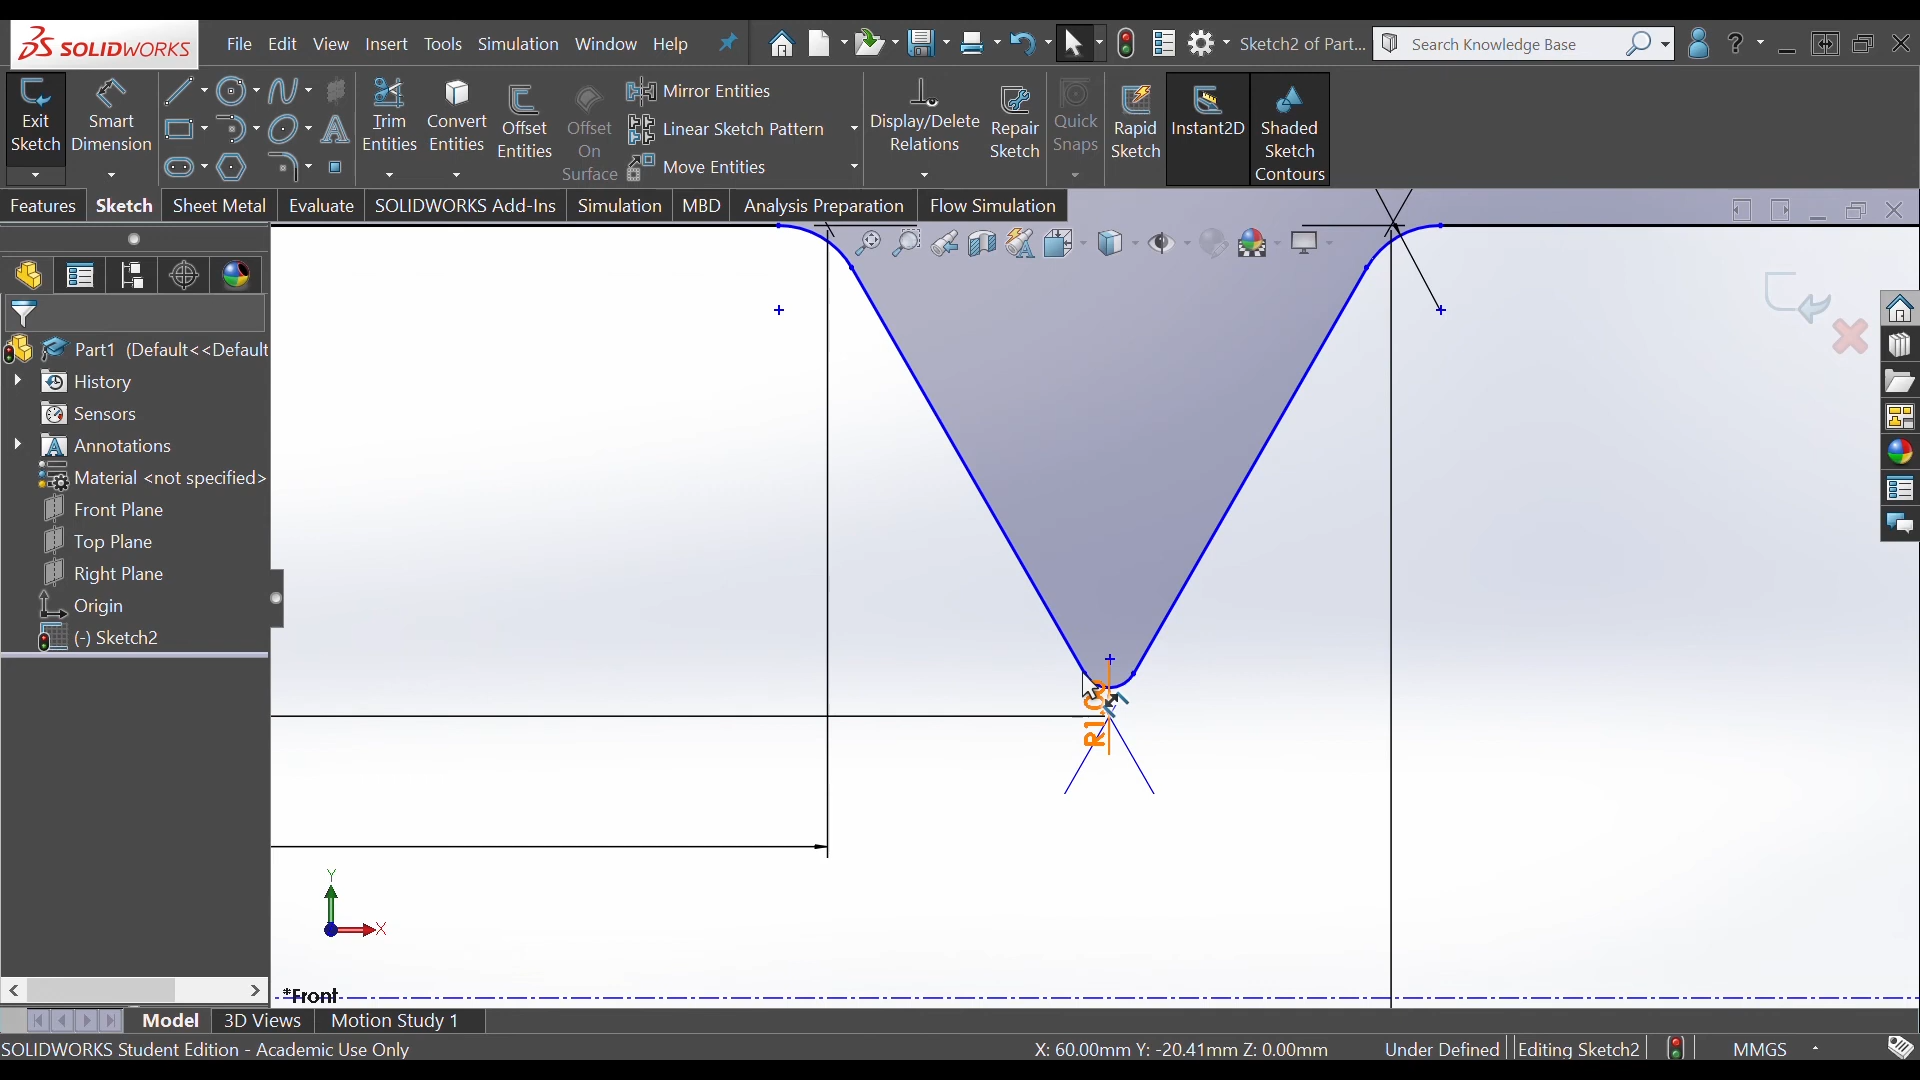 SOLIDWORKS File Edit View Insert Tools Simulation Window Help Sketch2 of Part... Search Knowledge Base ?
Exit Sketch
Smart Dimension
Trim Entities
Convert Entities
Offset Entities
Offset On Surface
Mirror Entities
Linear Sketch Pattern
Move Entities
Display/Delete Relations
Repair Sketch
Quick Snaps
Rapid Sketch
Instant2D
Shaded Sketch Contours
Features Sketch Sheet Metal Evaluate SOLIDWORKS Add-Ins Simulation MBD Analysis Preparation Flow Simulation
Part1 (Default<<Default
History
Sensors
Annotations
Material <not specified>
Front Plane
Top Plane
Right Plane
Origin
(-) Sketch2
Y
X
*Front
Model 3D Views Motion Study 1
SOLIDWORKS Student Edition - Academic Use Only X: 60.00mm Y: -20.41mm Z: 0.00mm Under Defined Editing Sketch2 MMGS